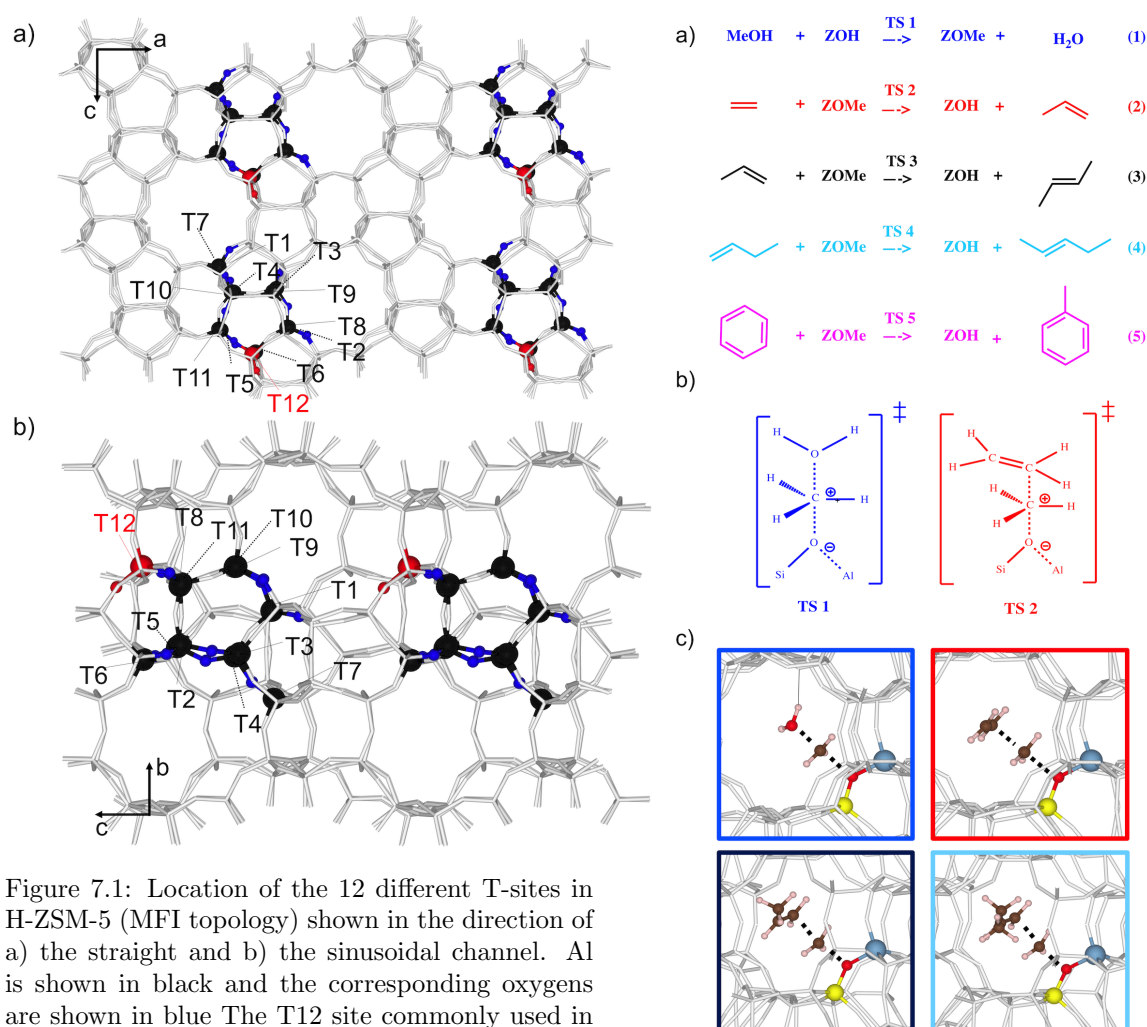 a)
a
c
T7
T1
T3
T4
T10
T9
T8
T2
T11
T5
T6
T12
b)
T12
T8
T11
T10
T9
T1
T5
T3
T6
T7
T2
T4
b
c
Figure 7.1: Location of the 12 different T-sites in
H-ZSM-5 (MFI topology) shown in the direction of
a) the straight and b) the sinusoidal channel. Al
is shown in black and the corresponding oxygens
are shown in blue The T12 site commonly used in
a)
MeOH + ZOH TS 1 ---> ZOMe + H₂O (1)
+ ZOMe TS 2 ---> ZOH + (2)
+ ZOMe TS 3 ---> ZOH + (3)
+ ZOMe TS 4 ---> ZOH + (4)
+ ZOMe TS 5 ---> ZOH + (5)
b)
‡
H H
O
H
C ⊕ H
H
O ⊖
Si Al
TS 1
‡
H
C H
H C
H H
C ⊕ H
H
O ⊖
Si Al
TS 2
c)